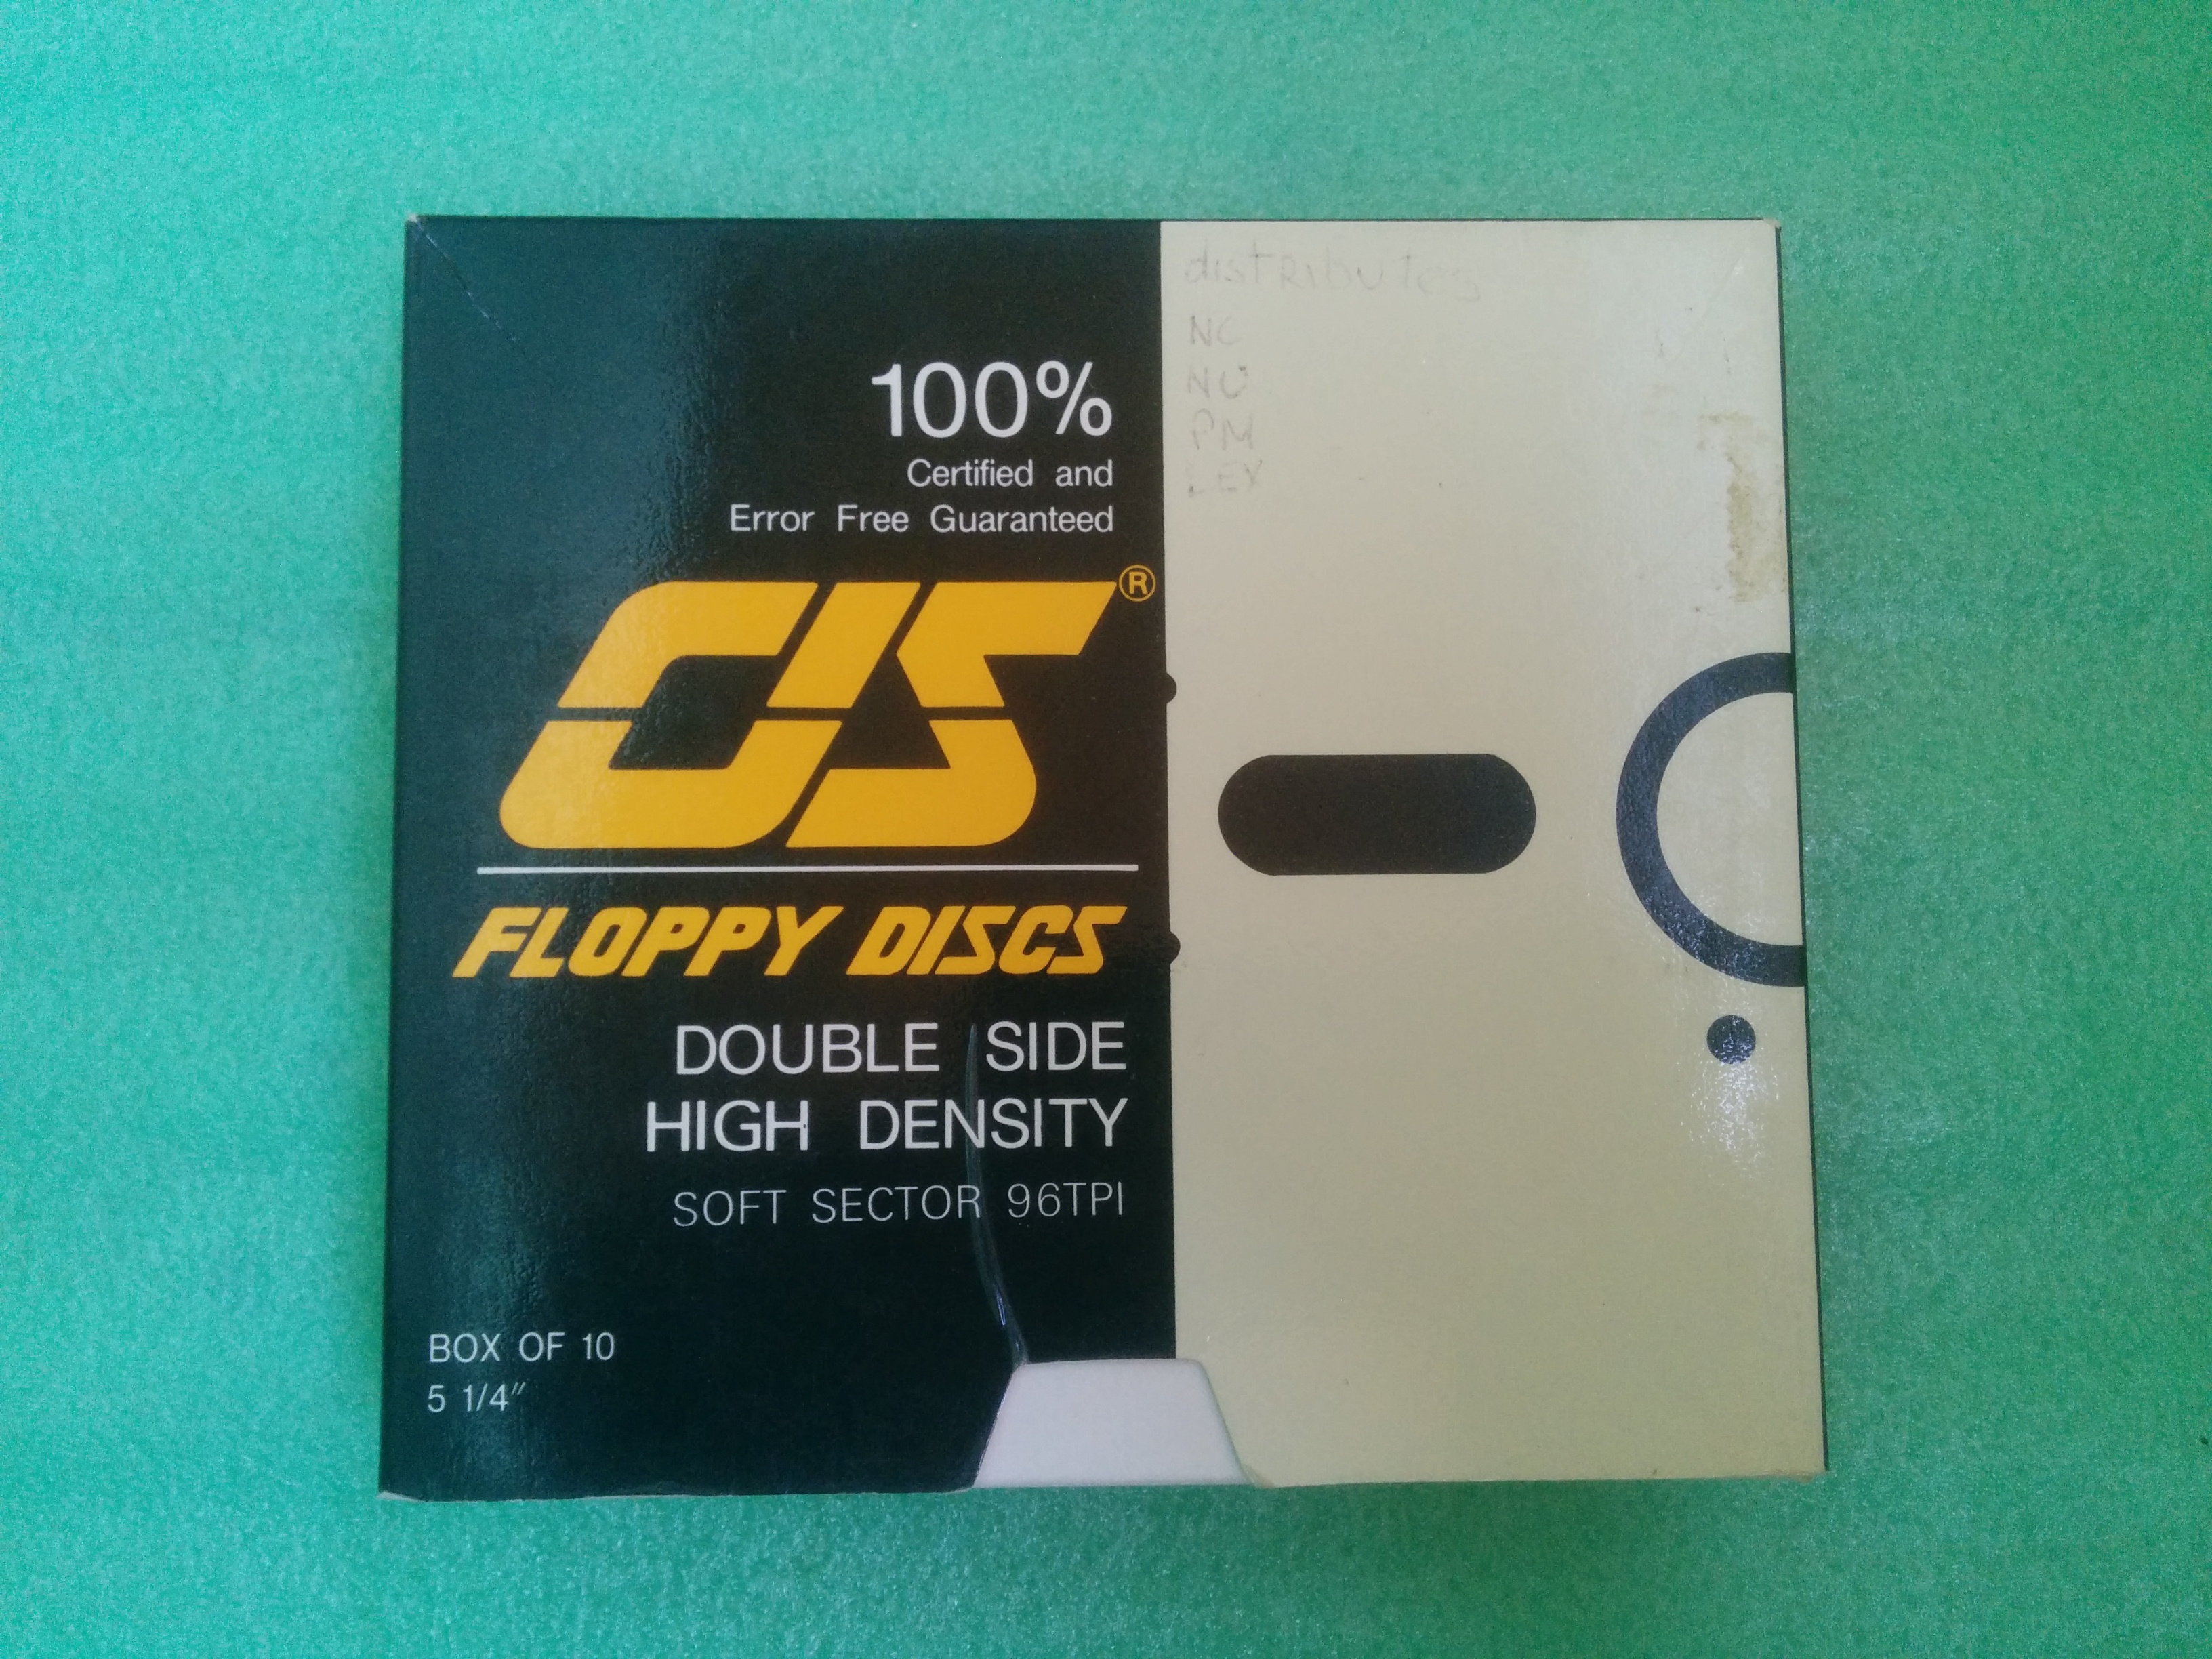 100%
Certified and
Error Free Guaranteed
CIS®
FLOPPY DISCS
DOUBLE SIDE
HIGH DENSITY
SOFT SECTOR 96TPI
BOX OF 10
5 1/4"
NC
NU
PM
LEX